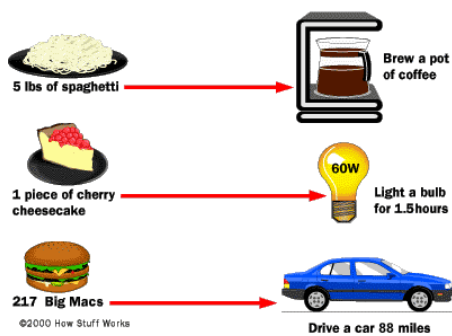 5 lbs of spaghetti
Brew a pot
of coffee
1 piece of cherry
cheesecake
60W
Light a bulb
for 1.5hours
217 Big Macs
Drive a car 88 miles
©2000 How Stuff Works